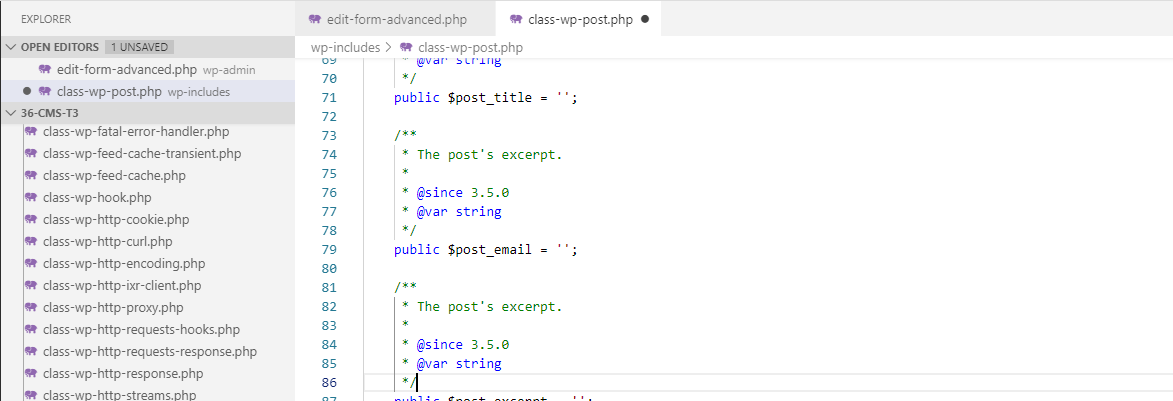 EXPLORER
OPEN EDITORS 1 UNSAVED
edit-form-advanced.php wp-admin
class-wp-post.php wp-includes
36-CMS-T3
class-wp-fatal-error-handler.php
class-wp-feed-cache-transient.php
class-wp-feed-cache.php
class-wp-hook.php
class-wp-http-cookie.php
class-wp-http-curl.php
class-wp-http-encoding.php
class-wp-http-ixr-client.php
class-wp-http-proxy.php
class-wp-http-requests-hooks.php
class-wp-http-requests-response.php
class-wp-http-response.php
class-wp-http-streams.php
edit-form-advanced.php class-wp-post.php
wp-includes > class-wp-post.php
69 * @var string
70 */
71 public $post_title = '';
72
73 /**
74 * The post's excerpt.
75 *
76 * @since 3.5.0
77 * @var string
78 */
79 public $post_email = '';
80
81 /**
82 * The post's excerpt.
83 *
84 * @since 3.5.0
85 * @var string
86 */
87 public $post_excerpt = '';